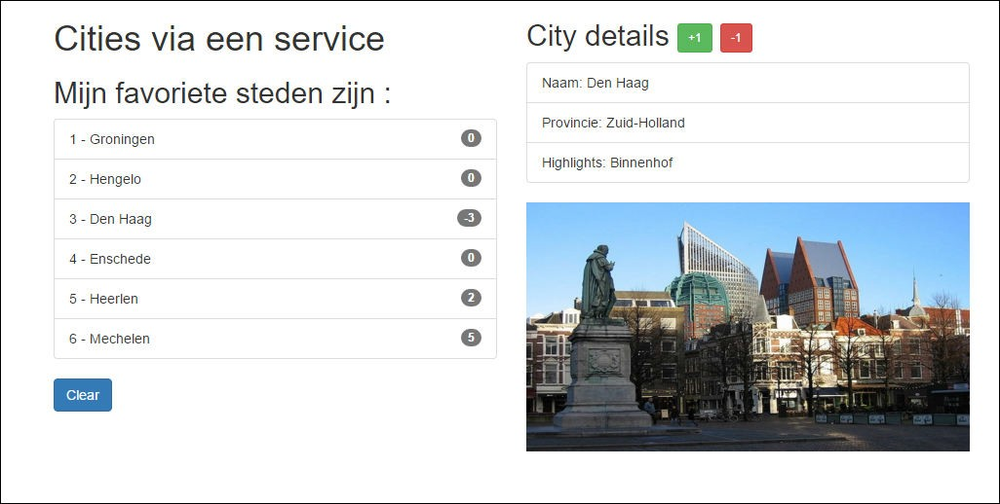 Cities via een service
Mijn favoriete steden zijn :
1 - Groningen 0
2 - Hengelo 0
3 - Den Haag -3
4 - Enschede 0
5 - Heerlen 2
6 - Mechelen 5
Clear
City details +1 -1
Naam: Den Haag
Provincie: Zuid-Holland
Highlights: Binnenhof